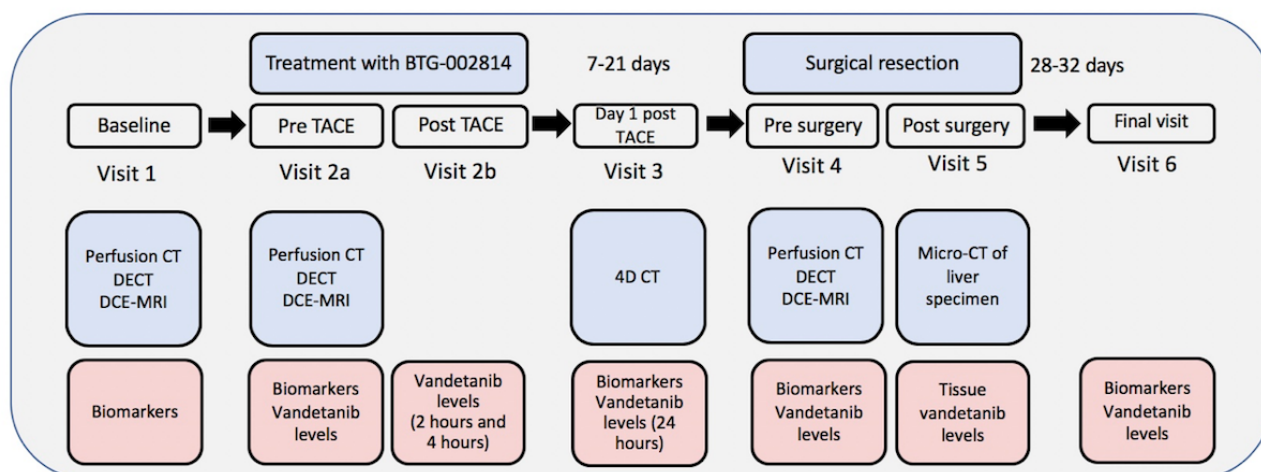 Treatment with BTG-002814
7-21 days
Surgical resection
28-32 days
Baseline
Pre TACE
Post TACE
Day 1 post
TACE
Pre surgery
Post surgery
Final visit
Visit 1
Visit 2a
Visit 2b
Visit 3
Visit 4
Visit 5
Visit 6
Perfusion CT
DECT
DCE-MRI
Perfusion CT
DECT
DCE-MRI
4D CT
Perfusion CT
DECT
DCE-MRI
Micro-CT of
liver
specimen
Biomarkers
Biomarkers
Vandetanib
levels
Vandetanib
levels
(2 hours and
4 hours)
Biomarkers
Vandetanib
levels (24
hours)
Biomarkers
Vandetanib
levels
Tissue
vandetanib
levels
Biomarkers
Vandetanib
levels